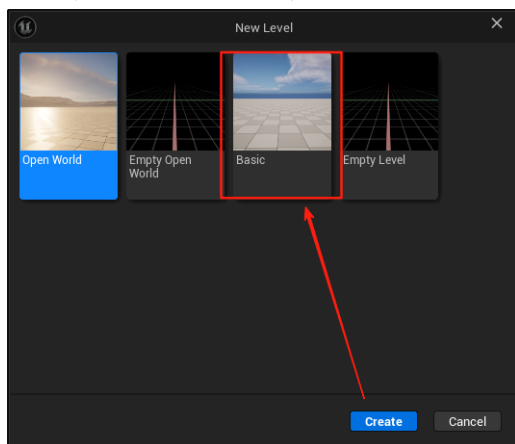 New Level
Open World
Empty Open
World
Basic
Empty Level
Create
Cancel